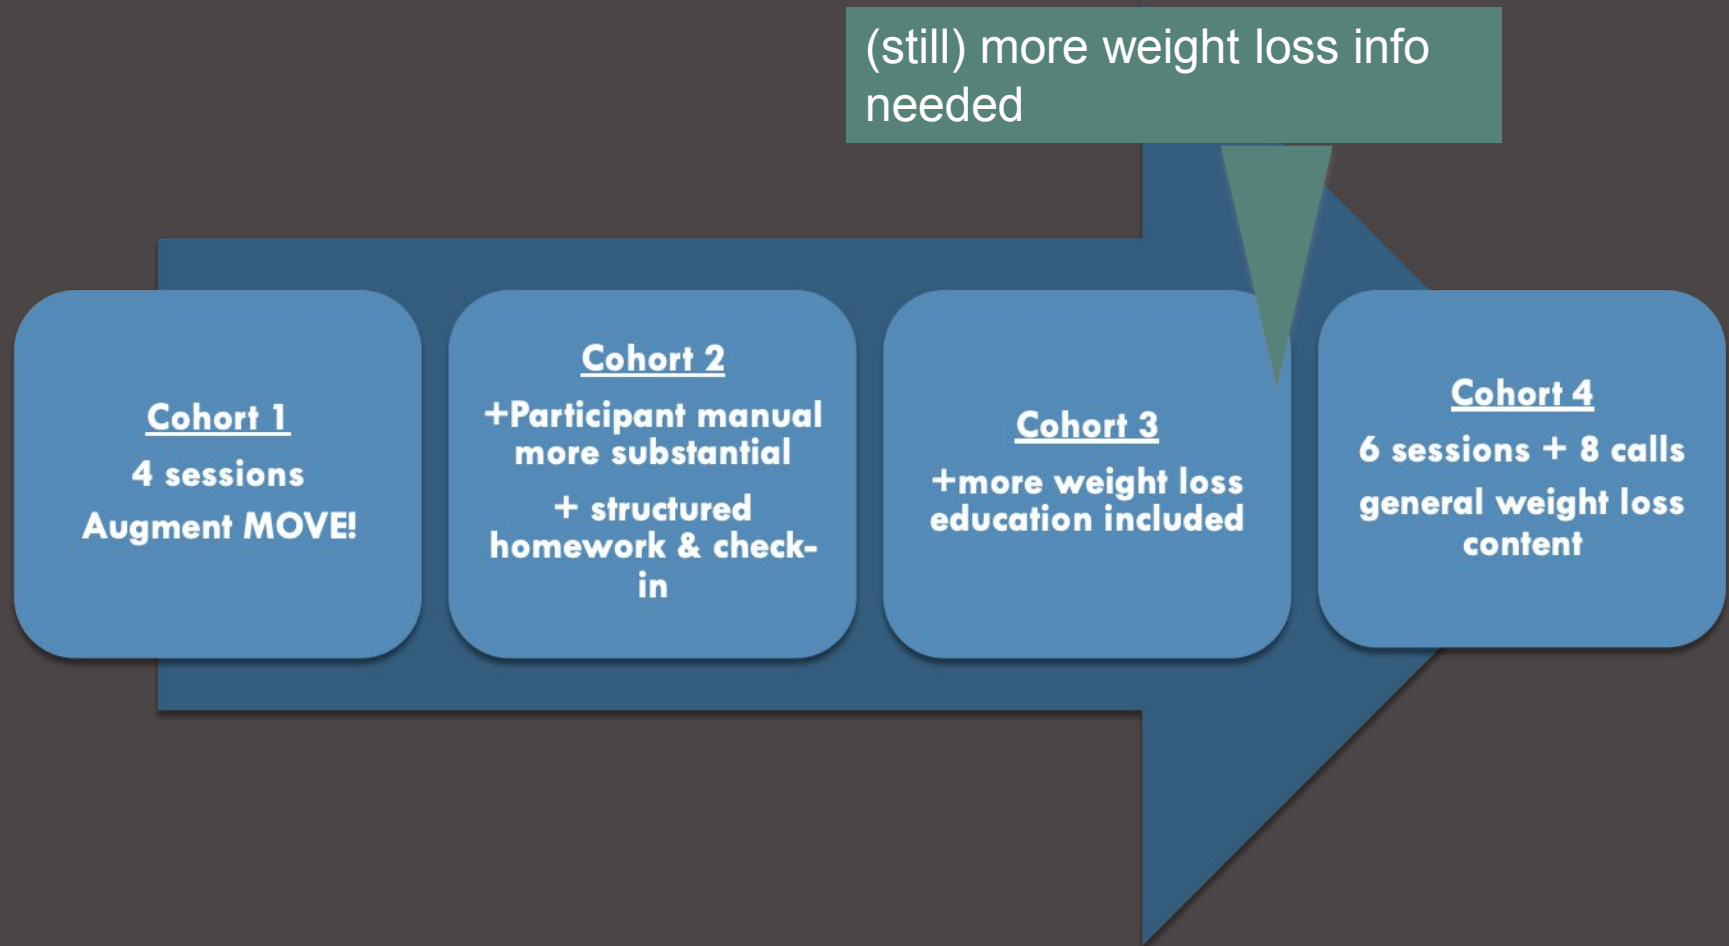 (still) more weight loss info
needed
Cohort 1
4 sessions
Augment MOVE!
Cohort 2
+Participant manual
more substantial
+ structured
homework & check-
in
Cohort 3
+more weight loss
education included
Cohort 4
6 sessions + 8 calls
general weight loss
content